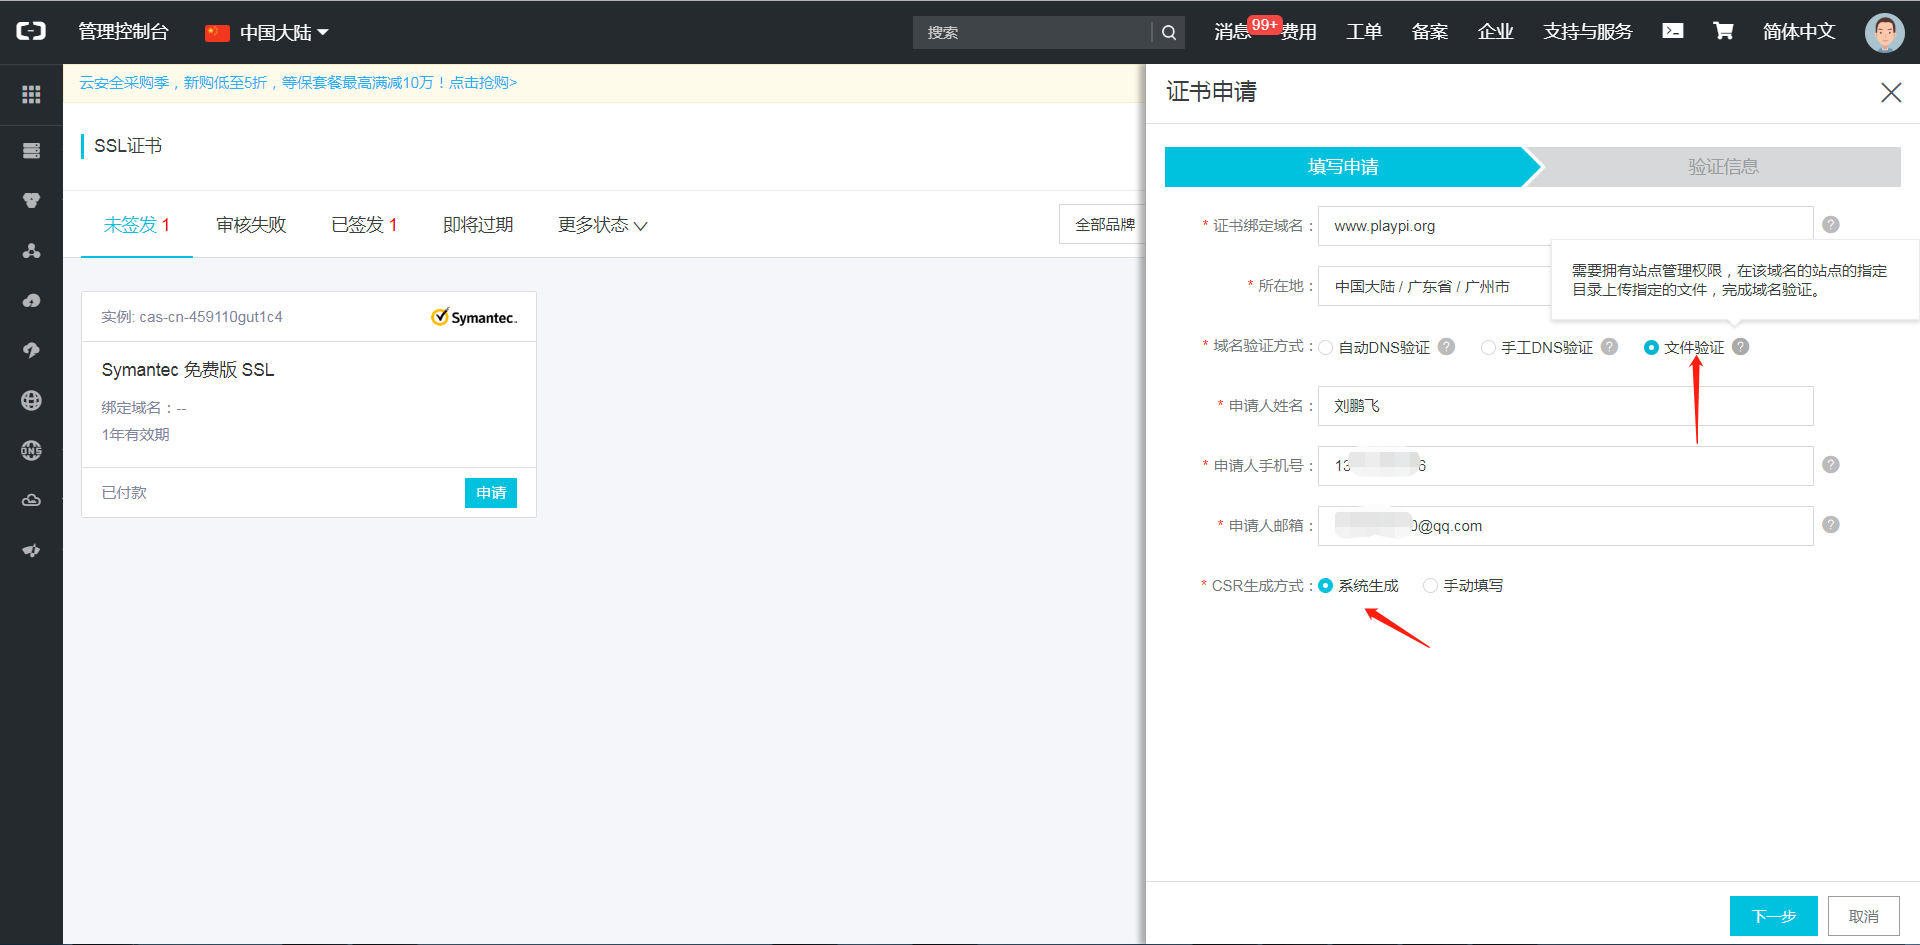 管理控制台
中国大陆
搜索
消息 99+
费用
工单
备案
企业
支持与服务
简体中文
云安全采购季，新购低至5折，等保套餐最高满减10万！点击抢购>
SSL证书
未签发 1
审核失败
已签发 1
即将过期
更多状态
全部品牌
实例: cas-cn-459110gut1c4
Symantec.
Symantec 免费版 SSL
绑定域名：--
1年有效期
已付款
申请
DNS
证书申请
填写申请
验证信息
* 证书绑定域名：
www.playpi.org
?
需要拥有站点管理权限，在该域名的站点的指定
目录上传指定的文件，完成域名验证。
* 所在地：
中国大陆 / 广东省 / 广州市
* 域名验证方式：
自动DNS验证 ?
手工DNS验证 ?
文件验证 ?
* 申请人姓名：
刘鹏飞
* 申请人手机号：
13 6
?
* 申请人邮箱：
0@qq.com
?
* CSR生成方式：
系统生成
手动填写
下一步
取消